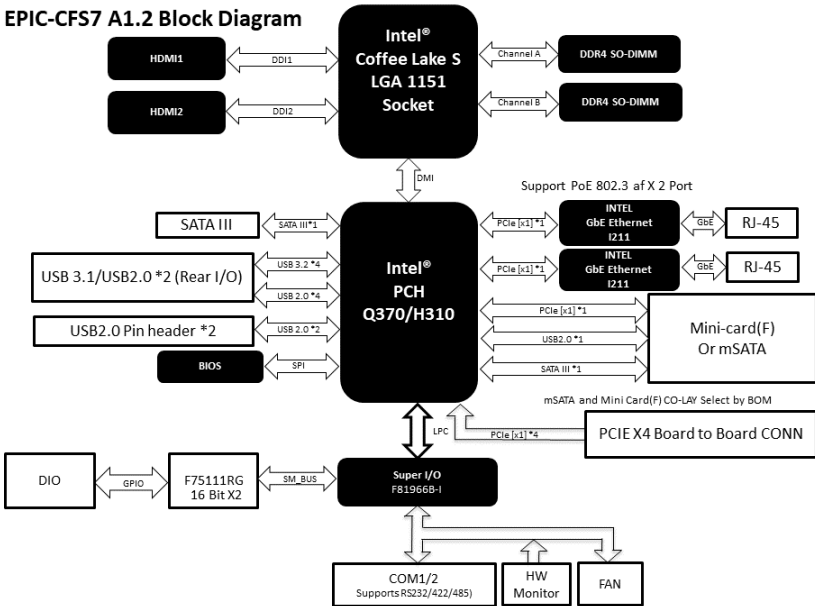 EPIC-CFS7 A1.2 Block Diagram
Intel®
Coffee Lake S
LGA 1151
Socket
HDMI1
DDI1
Channel A
DDR4 SO-DIMM
HDMI2
DDI2
Channel B
DDR4 SO-DIMM
DMI
Support PoE 802.3 af X 2 Port
SATA III
SATA III*1
Intel®
PCH
Q370/H310
PCIe [x1] *1
INTEL
GbE Ethernet
I211
GbE
RJ-45
USB 3.1/USB2.0 *2 (Rear I/O)
USB 3.2 *4
USB 2.0 *4
PCIe [x1] *1
INTEL
GbE Ethernet
I211
GbE
RJ-45
USB2.0 Pin header *2
USB 2.0 *2
PCIe [x1] *1
USB2.0 *1
SATA III *1
Mini-card(F)
Or mSATA
BIOS
SPI
mSATA and Mini Card(F) CO-LAY Select by BOM
LPC
PCIe [x1] *4
PCIE X4 Board to Board CONN
DIO
GPIO
F75111RG
16 Bit X2
SM_BUS
Super I/O
F81966B-I
COM1/2
Supports RS232/422/485)
HW
Monitor
FAN